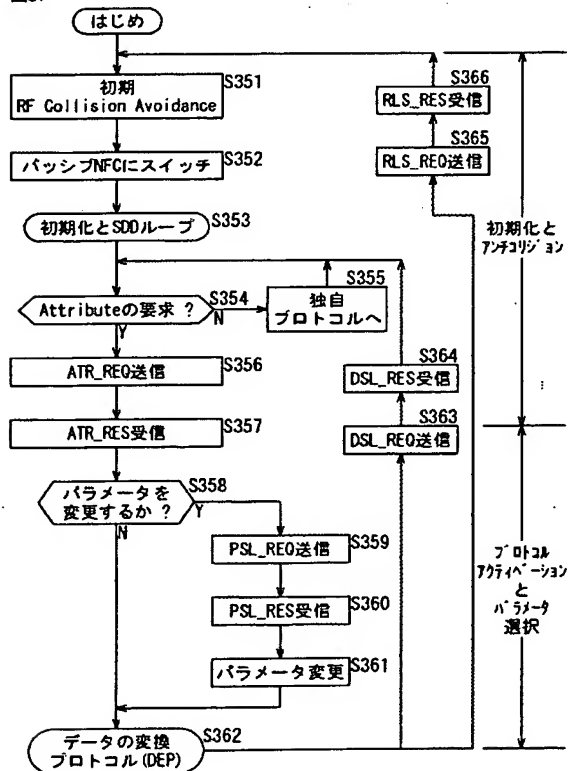 はじめ
初期
RF Collision Avoidance
S351
パッシブNFCにスイッチ
S352
初期化とSDDループ
S353
Attributeの要求 ?
S354
Y
N
独自
プロトコルへ
S355
ATR_REQ送信
S356
ATR_RES受信
S357
パラメータを
変更するか ?
S358
Y
N
PSL_REQ送信
S359
PSL_RES受信
S360
パラメータ変更
S361
データの変換
プロトコル(DEP)
S362
S366
RLS_RES受信
S365
RLS_REQ送信
S364
DSL_RES受信
S363
DSL_REQ送信
初期化と
アンチコリジョン
プロトコル
アクティベーション
と
パラメータ
選択